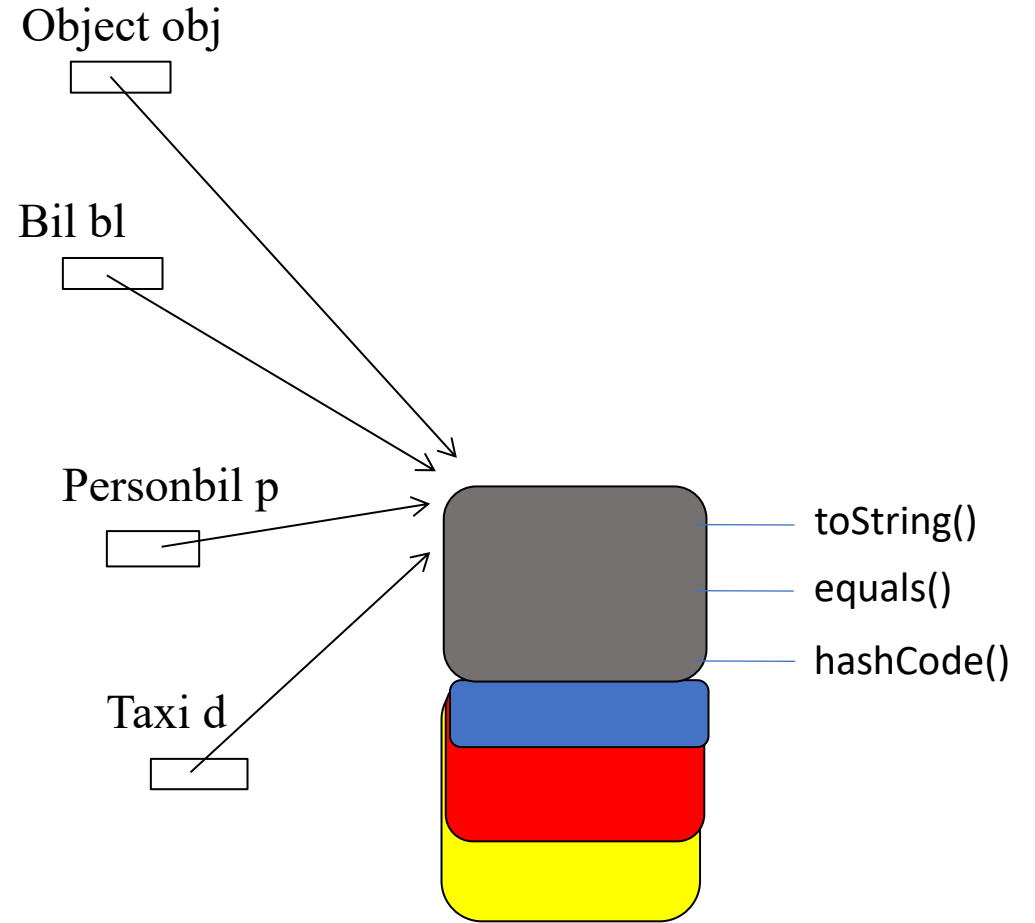 Object obj
Bil bl
Personbil p
toString()
equals()
hashCode()
Taxi d